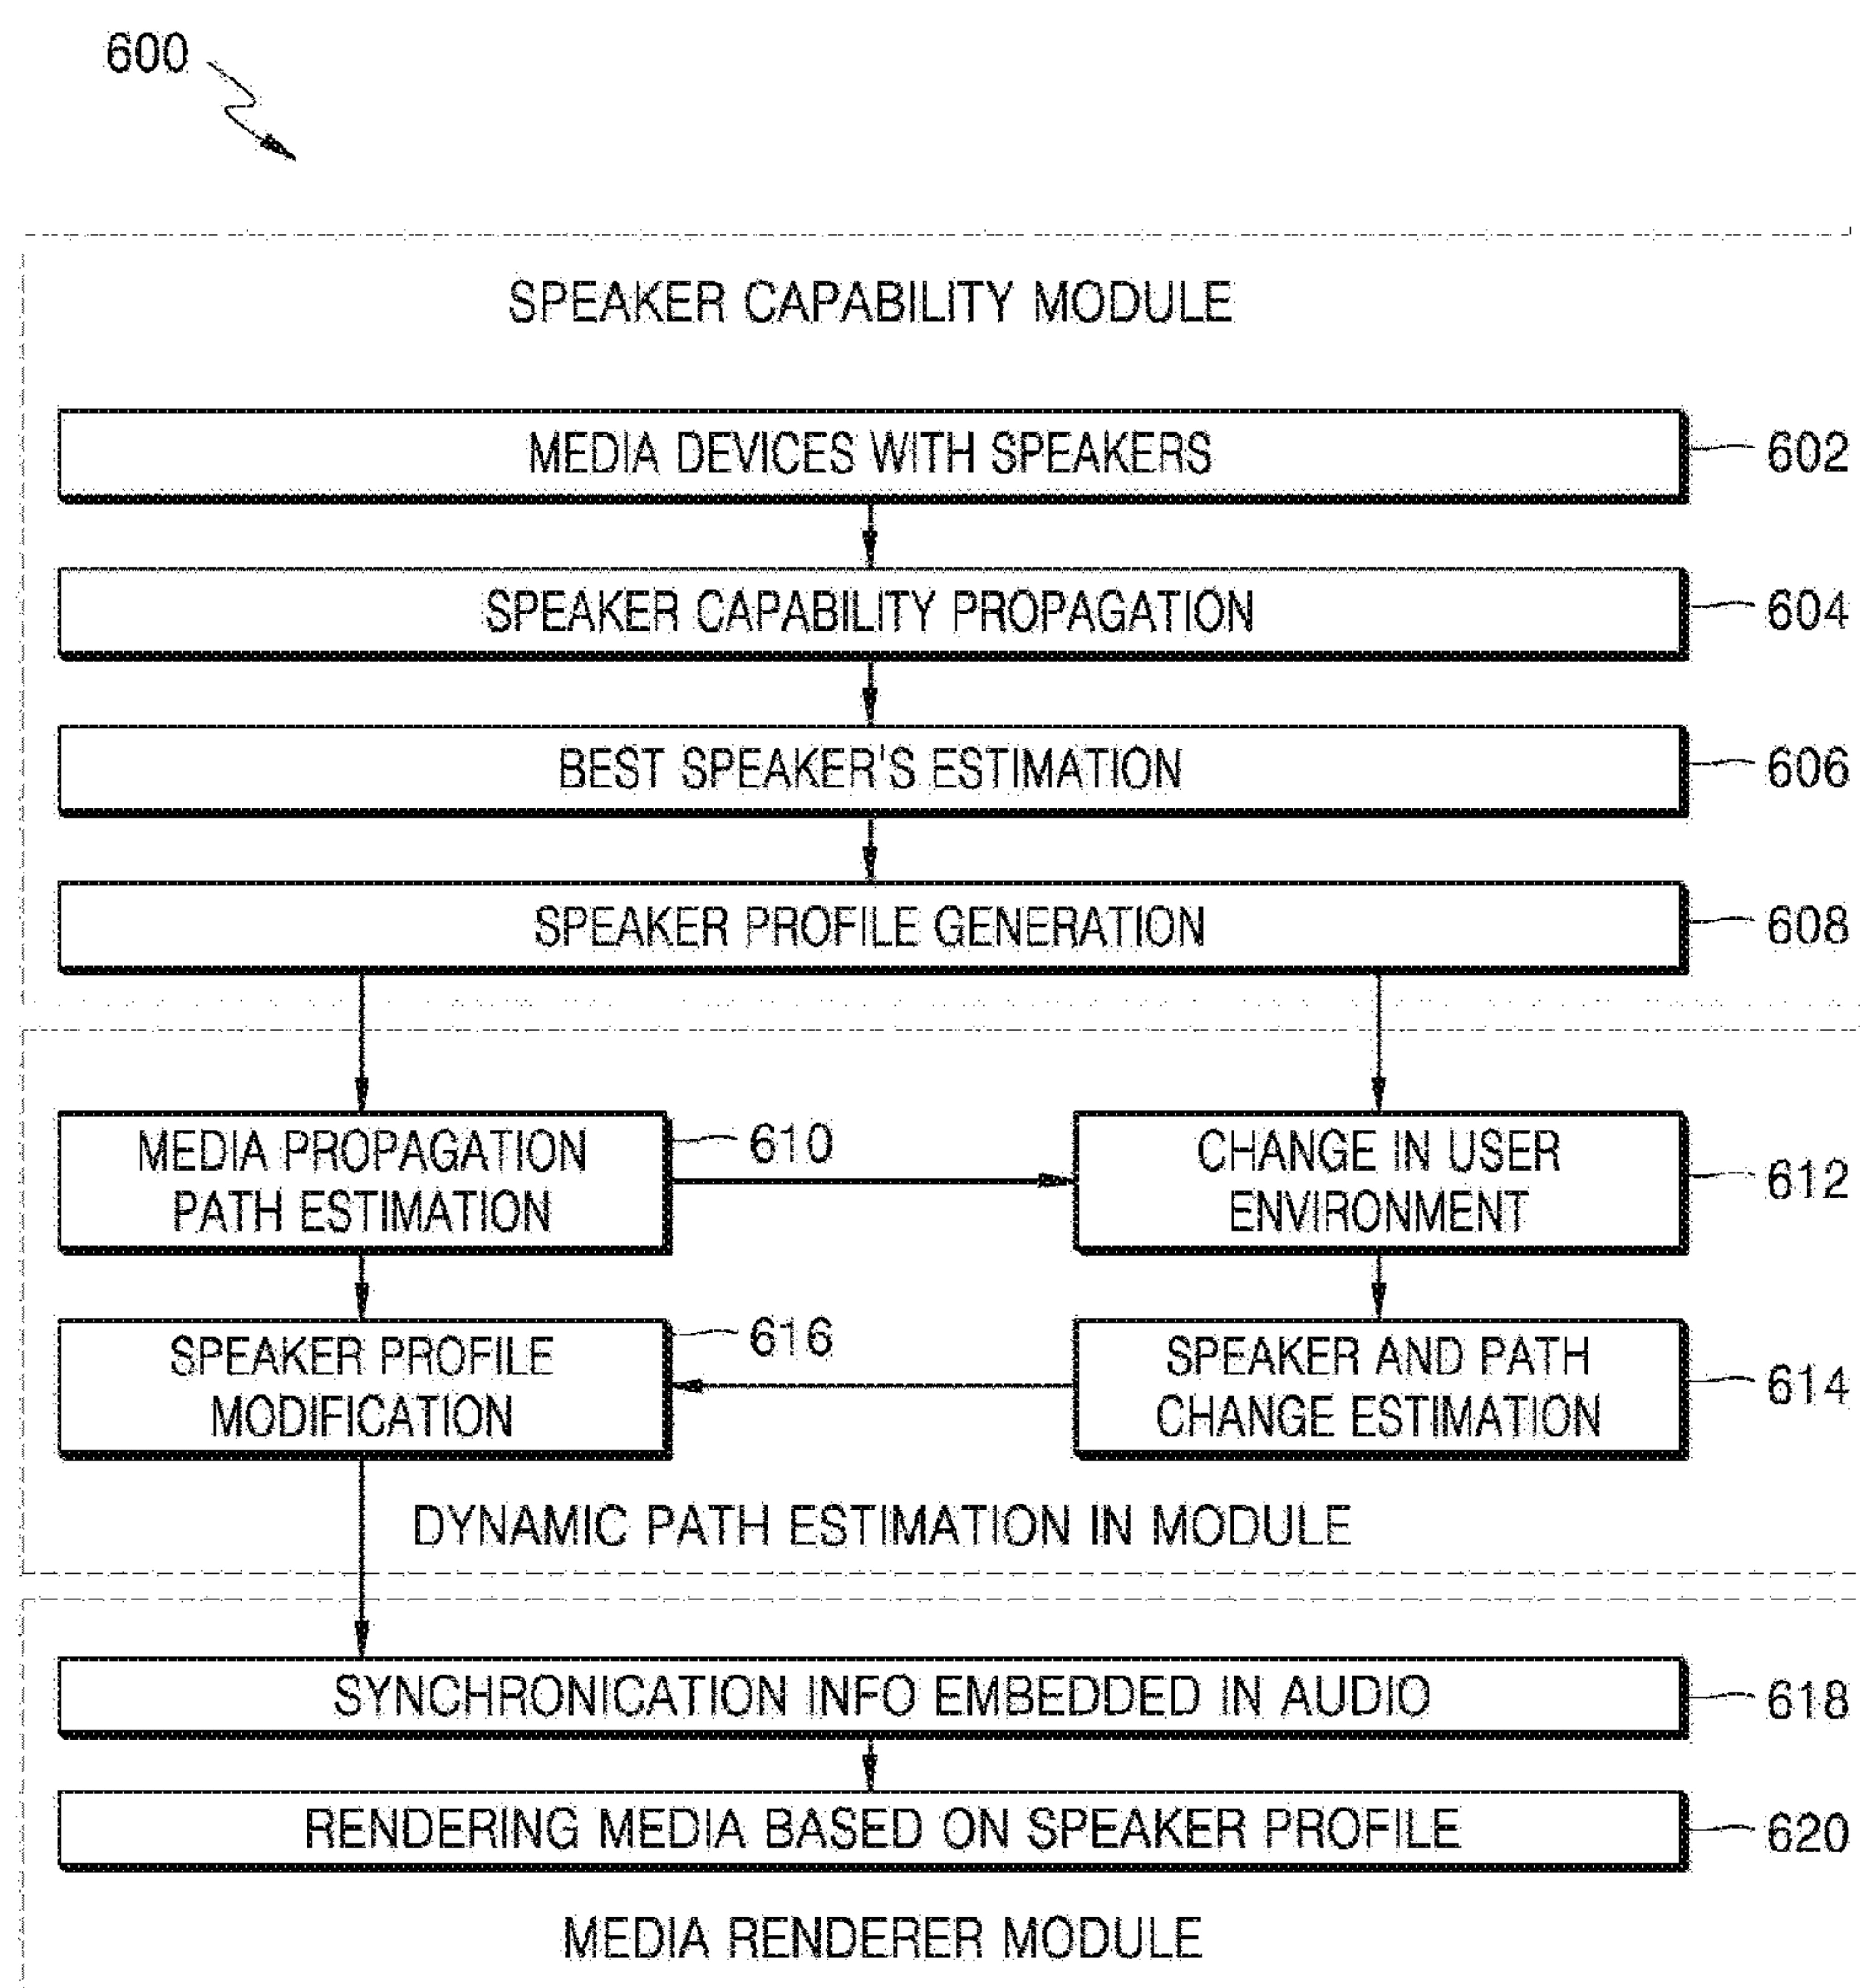 600
SPEAKER CAPABILITY MODULE
MEDIA DEVICES WITH SPEAKERS
602
SPEAKER CAPABILITY PROPAGATION
604
BEST SPEAKER'S ESTIMATION
606
SPEAKER PROFILE GENERATION
608
MEDIA PROPAGATION
PATH ESTIMATION
610
CHANGE IN USER
ENVIRONMENT
612
SPEAKER PROFILE
MODIFICATION
616
SPEAKER AND PATH
CHANGE ESTIMATION
614
DYNAMIC PATH ESTIMATION IN MODULE
SYNCHRONICATION INFO EMBEDDED IN AUDIO
618
RENDERING MEDIA BASED ON SPEAKER PROFILE
620
MEDIA RENDERER MODULE